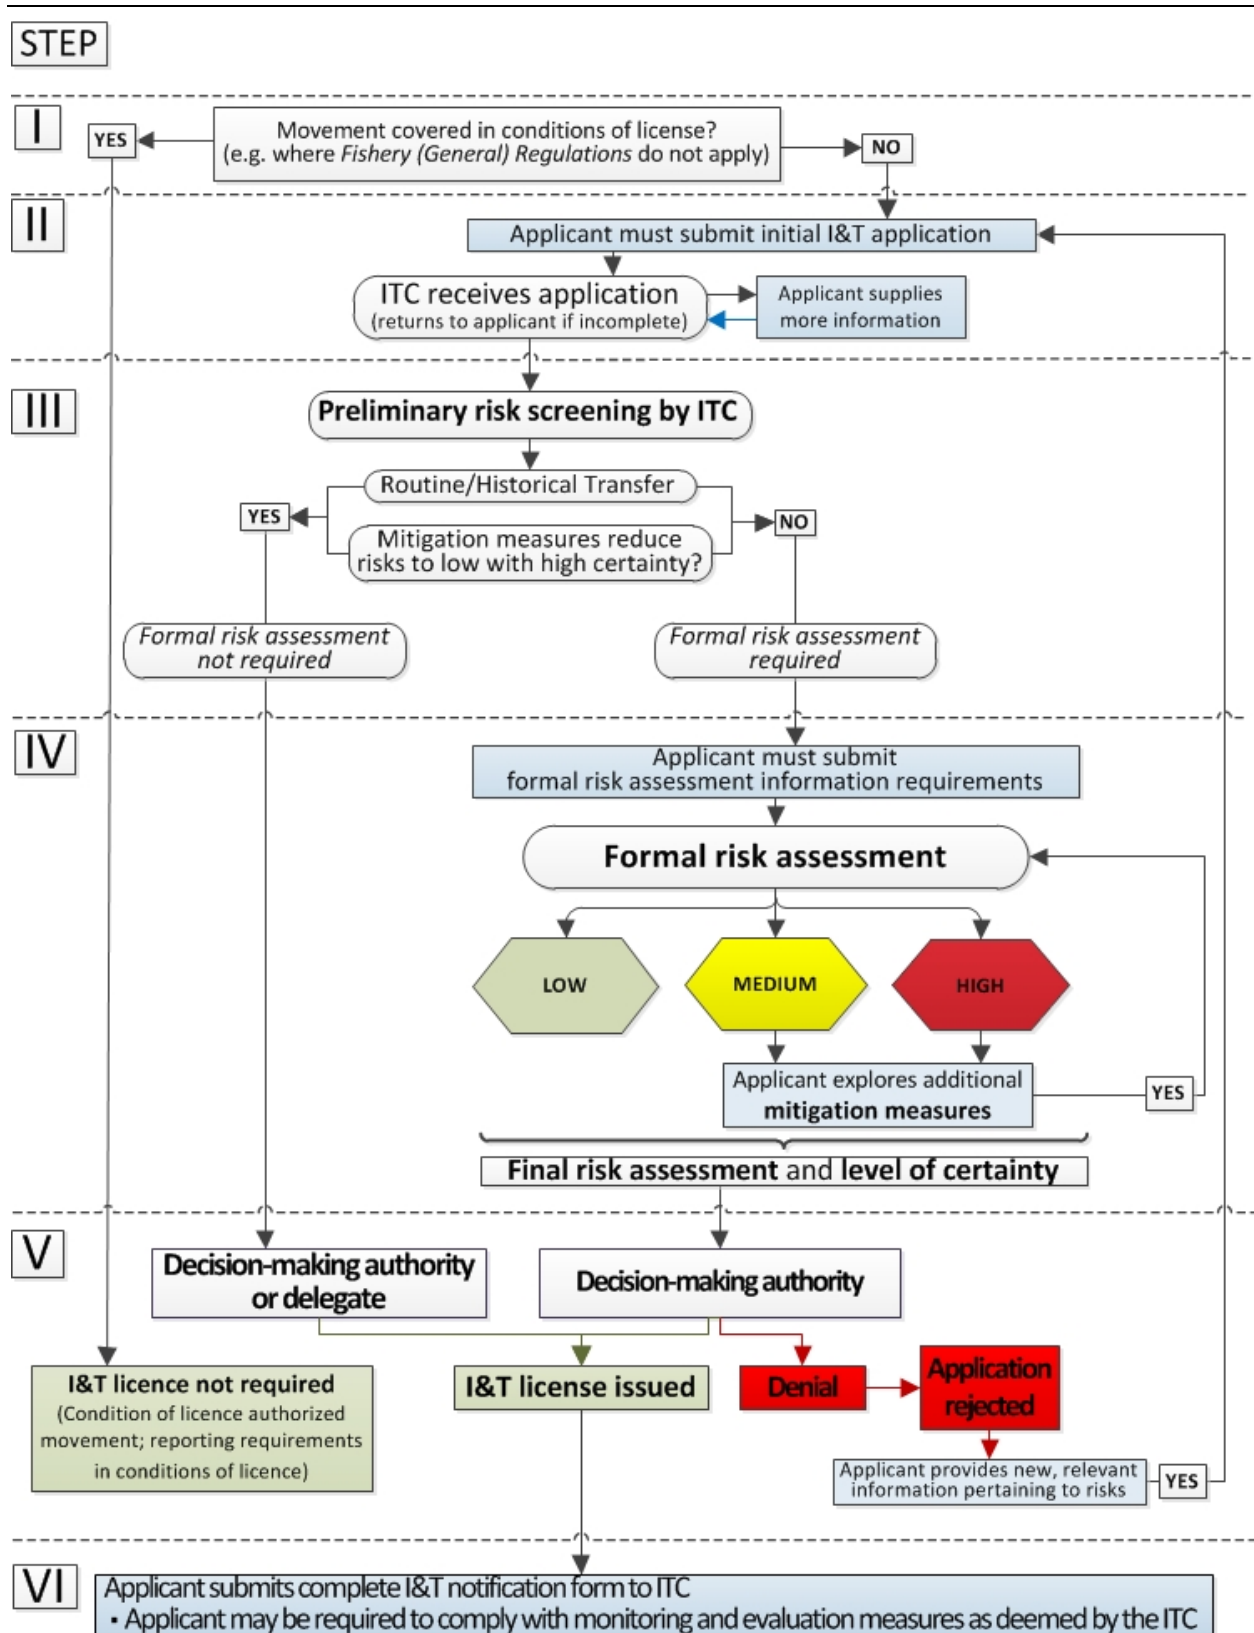 STEP
I
YES
Movement covered in conditions of license?
(e.g. where Fishery (General) Regulations do not apply)
NO
II
Applicant must submit initial I&T application
ITC receives application
(returns to applicant if incomplete)
Applicant supplies
more information
III
Preliminary risk screening by ITC
Routine/Historical Transfer
YES
NO
Mitigation measures reduce
risks to low with high certainty?
Formal risk assessment
not required
Formal risk assessment
required
IV
Applicant must submit
formal risk assessment information requirements
Formal risk assessment
LOW
MEDIUM
HIGH
Applicant explores additional
mitigation measures
YES
Final risk assessment and level of certainty
V
Decision-making authority
or delegate
Decision-making authority
I&T licence not required
(Condition of licence authorized
movement; reporting requirements
in conditions of licence)
I&T license issued
Denial
Application
rejected
Applicant provides new, relevant
information pertaining to risks
YES
VI
Applicant submits complete I&T notification form to ITC
▪ Applicant may be required to comply with monitoring and evaluation measures as deemed by the ITC